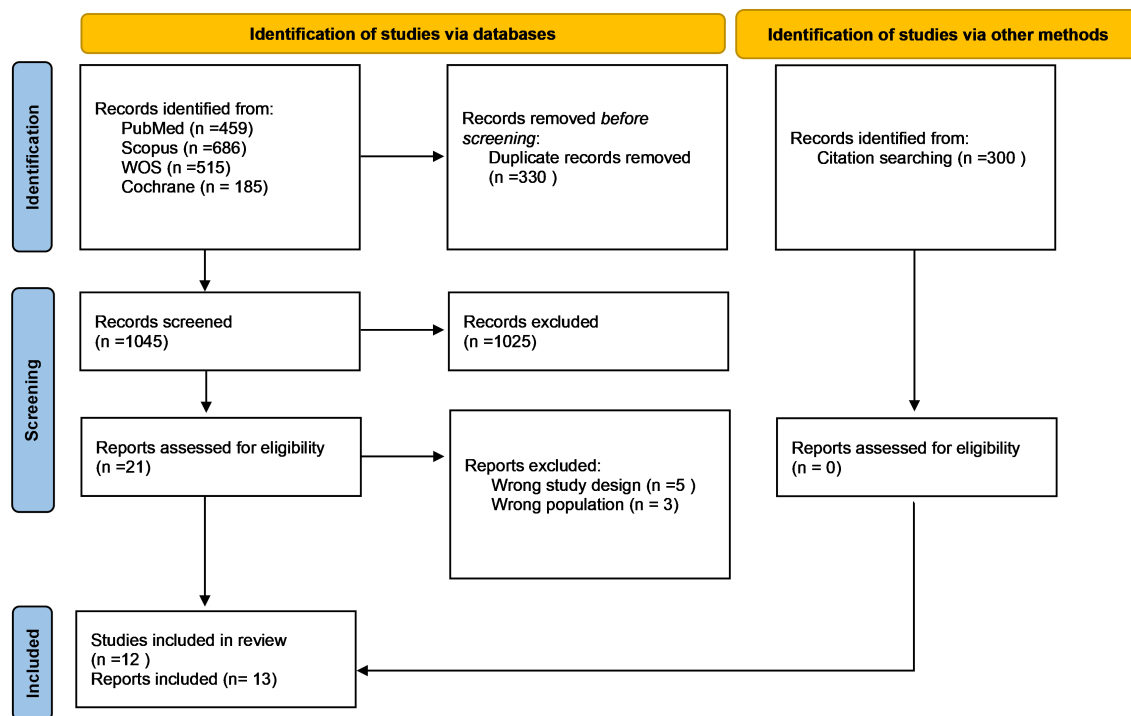 Identification of studies via databases
Identification of studies via other methods
Identification
Records identified from:
PubMed (n =459)
Scopus (n =686)
WOS (n =515)
Cochrane (n = 185)
Records removed before
screening:
Duplicate records removed
(n =330 )
Records identified from:
Citation searching (n =300 )
Screening
Records screened
(n =1045)
Records excluded
(n =1025)
Reports assessed for eligibility
(n =21)
Reports excluded:
Wrong study design (n =5 )
Wrong population (n = 3)
Reports assessed for eligibility
(n = 0)
Included
Studies included in review
(n =12 )
Reports included (n= 13)